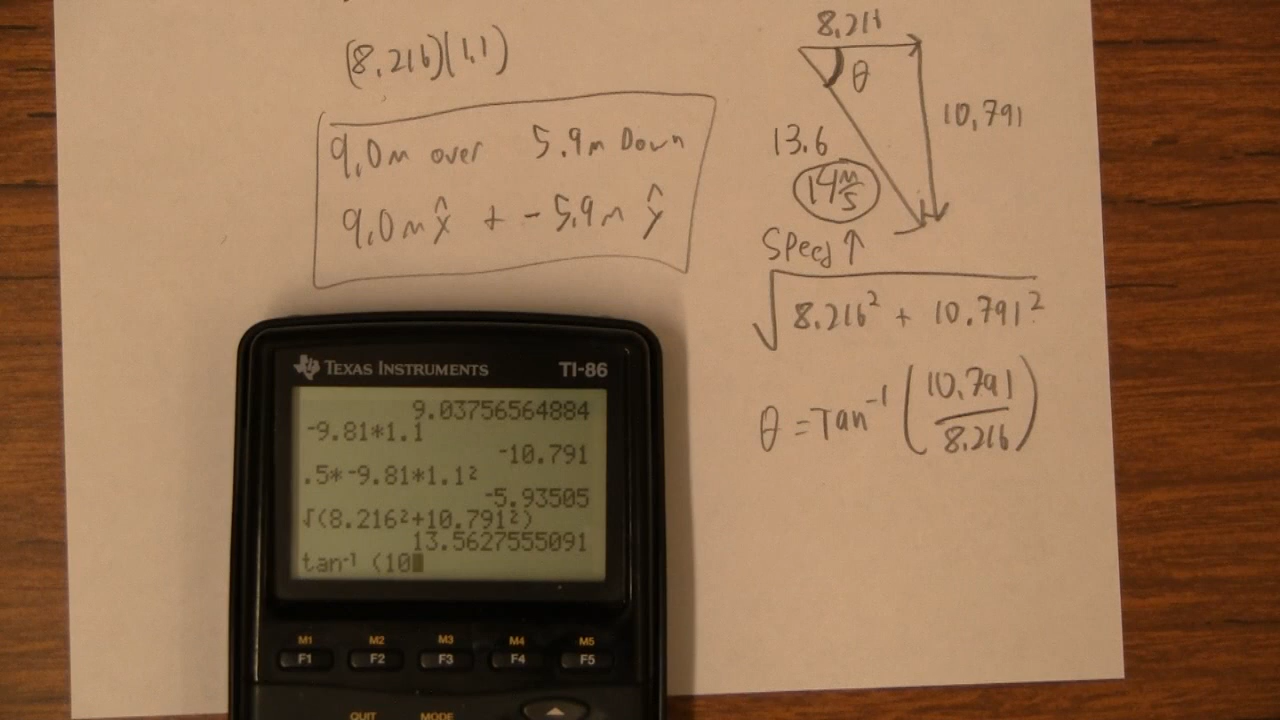 (8.216)(1.1)
9.0m over 5.9m Down
9.0m x̂ + -5.9m ŷ
8.216
θ
10.791
13.6
14 m/s
Speed ↑
√(8.216² + 10.791²)
θ = Tan⁻¹ (10.791/8.216)
TEXAS INSTRUMENTS TI-86
9.03756564884
-9.81*1.1
-10.791
.5*-9.81*1.1²
-5.93505
√(8.216²+10.791²)
13.5627555091
tan⁻¹ (10
M1 M2 M3 M4 M5
F1 F2 F3 F4 F5
QUIT MODE